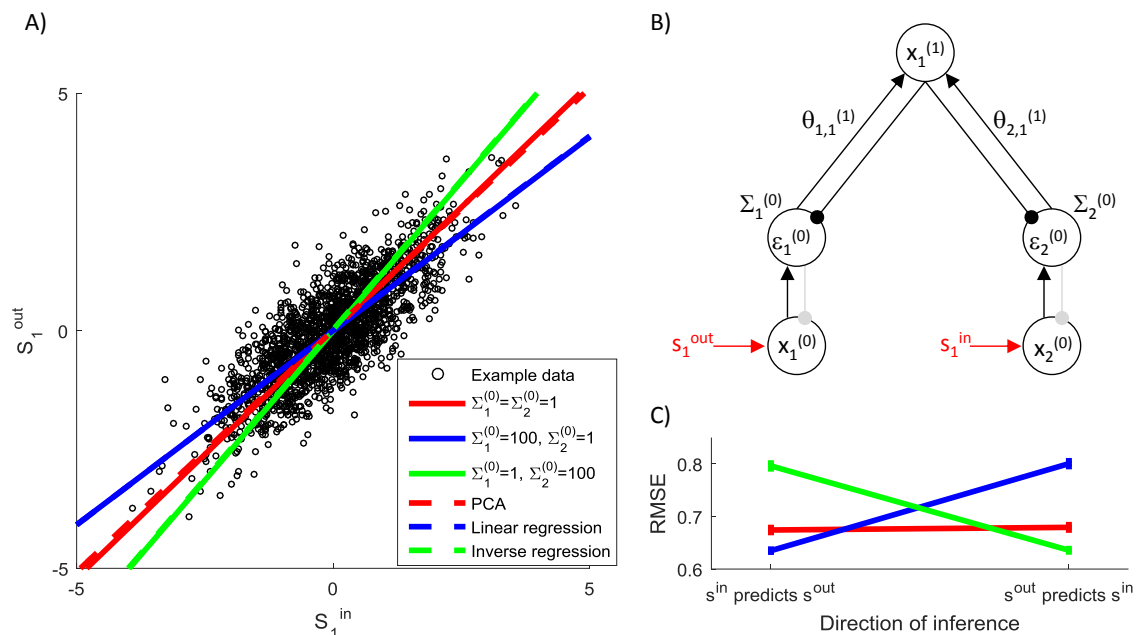 A)
5
0
-5
S₁ᵒᵘᵗ
-5
0
5
S₁ⁱⁿ
Example data
Σ₁⁽⁰⁾=Σ₂⁽⁰⁾=1
Σ₁⁽⁰⁾=100, Σ₂⁽⁰⁾=1
Σ₁⁽⁰⁾=1, Σ₂⁽⁰⁾=100
PCA
Linear regression
Inverse regression
B)
x₁⁽¹⁾
θ₁,₁⁽¹⁾
θ₂,₁⁽¹⁾
Σ₁⁽⁰⁾
Σ₂⁽⁰⁾
ε₁⁽⁰⁾
ε₂⁽⁰⁾
s₁ᵒᵘᵗ
x₁⁽⁰⁾
s₁ⁱⁿ
x₂⁽⁰⁾
C)
0.8
0.7
0.6
RMSE
sⁱⁿ predicts sᵒᵘᵗ
sᵒᵘᵗ predicts sⁱⁿ
Direction of inference